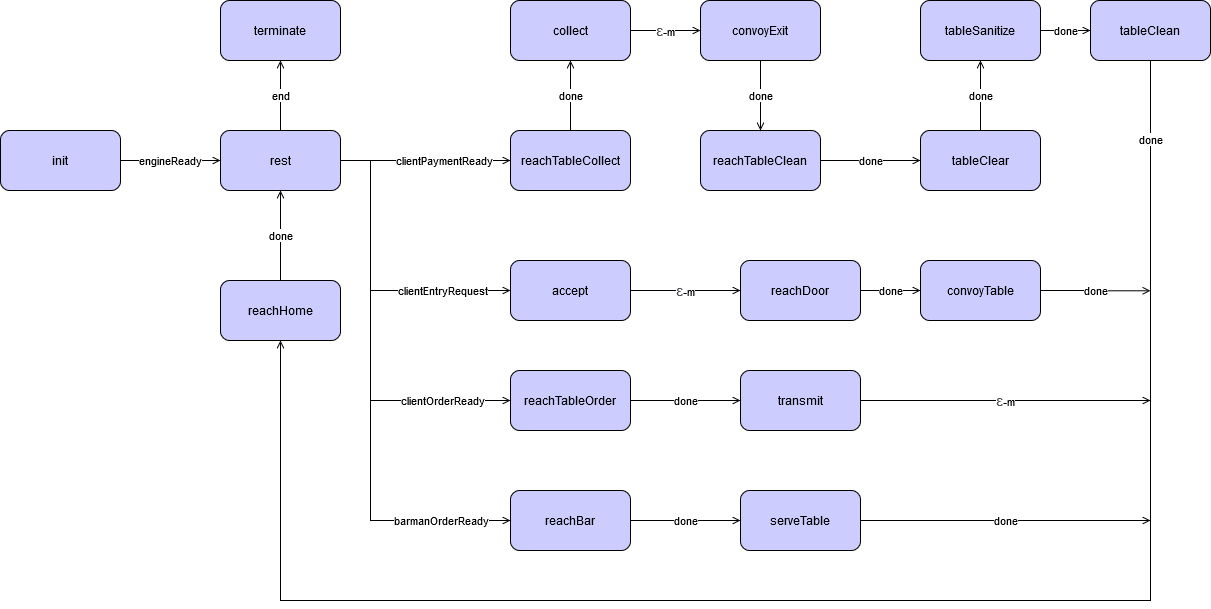 terminate
collect
ε-m
convoyExit
tableSanitize
done
tableClean
end
done
done
done
done
init
engineReady
rest
clientPaymentReady
reachTableCollect
reachTableClean
done
tableClear
done
reachHome
clientEntryRequest
accept
ε-m
reachDoor
done
convoyTable
done
clientOrderReady
reachTableOrder
done
transmit
ε-m
barmanOrderReady
reachBar
done
serveTable
done